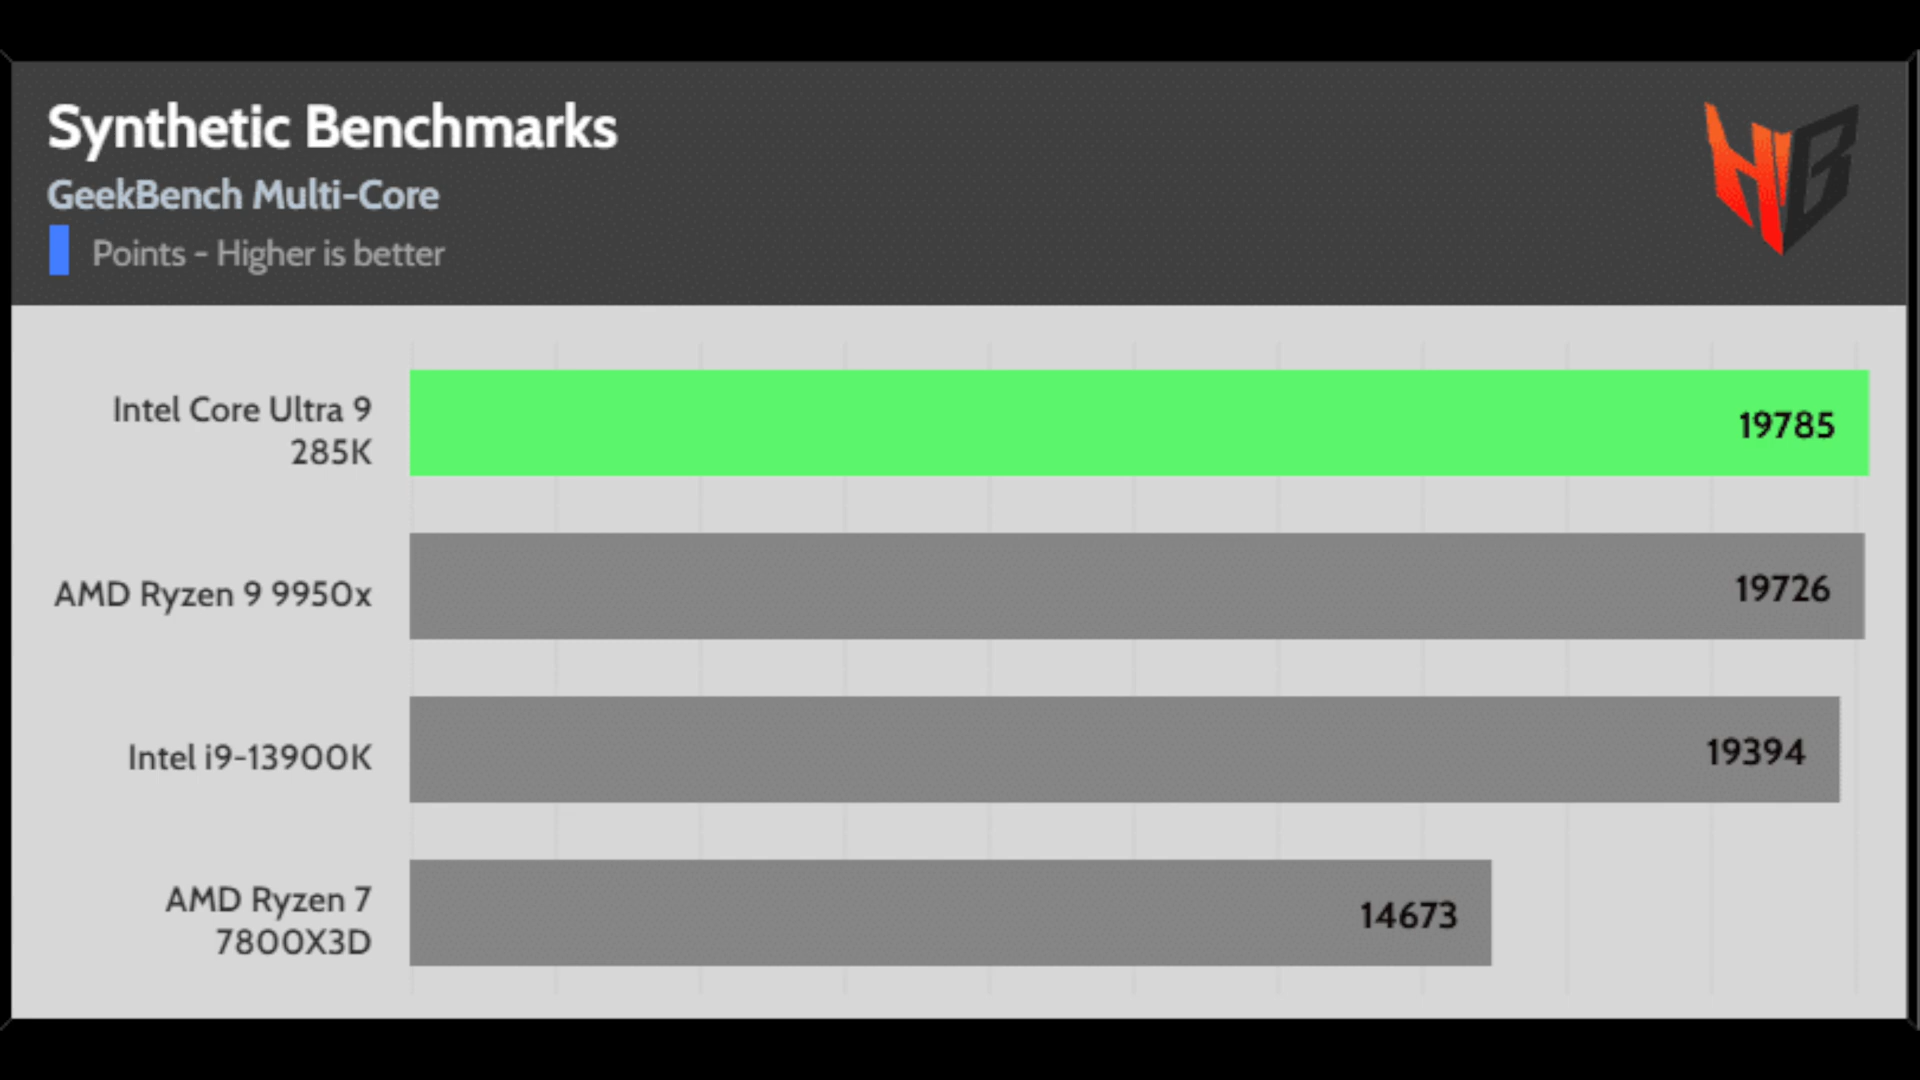 Synthetic Benchmarks
GeekBench Multi-Core
Points - Higher is better
HB
Intel Core Ultra 9
285K
19785
AMD Ryzen 9 9950x
19726
Intel i9-13900K
19394
AMD Ryzen 7
7800X3D
14673